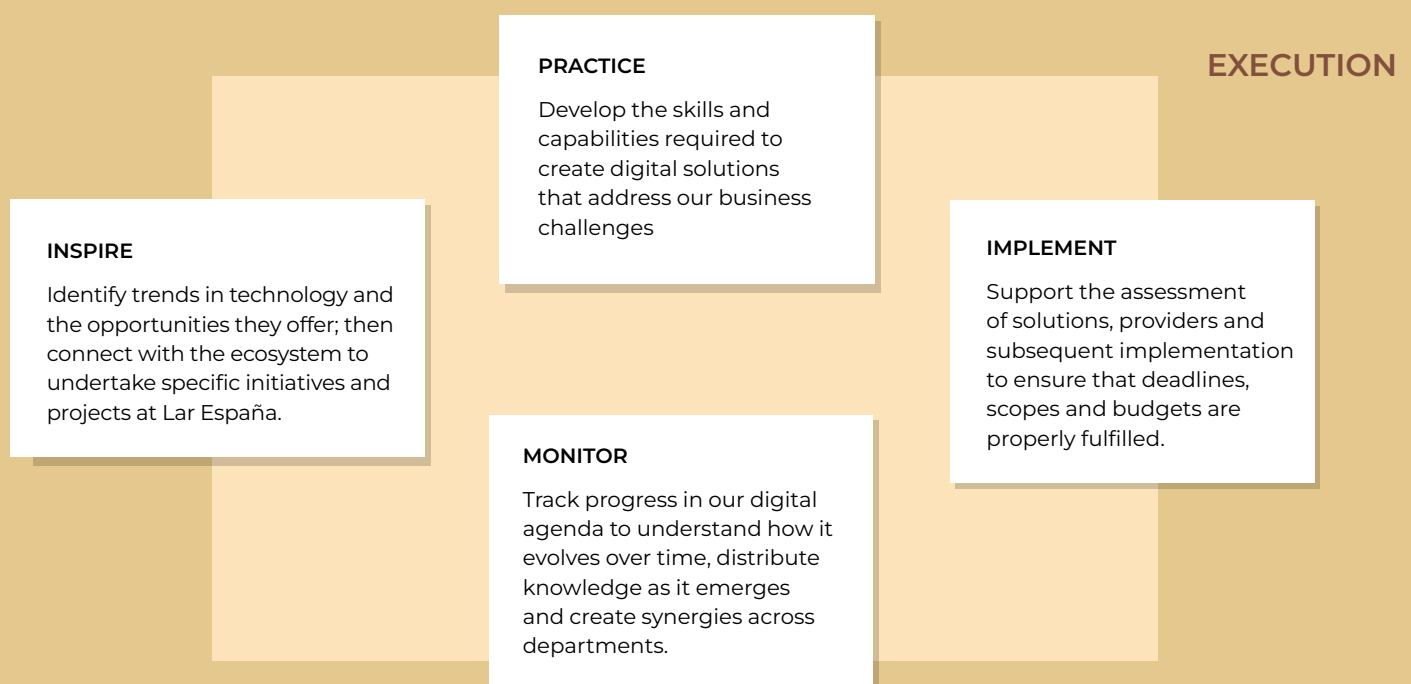 EXECUTION
PRACTICE
Develop the skills and
capabilities required to
create digital solutions
that address our business
challenges
INSPIRE
Identify trends in technology and
the opportunities they offer; then
connect with the ecosystem to
undertake specific initiatives and
projects at Lar España.
IMPLEMENT
Support the assessment
of solutions, providers and
subsequent implementation
to ensure that deadlines,
scopes and budgets are
properly fulfilled.
MONITOR
Track progress in our digital
agenda to understand how it
evolves over time, distribute
knowledge as it emerges
and create synergies across
departments.